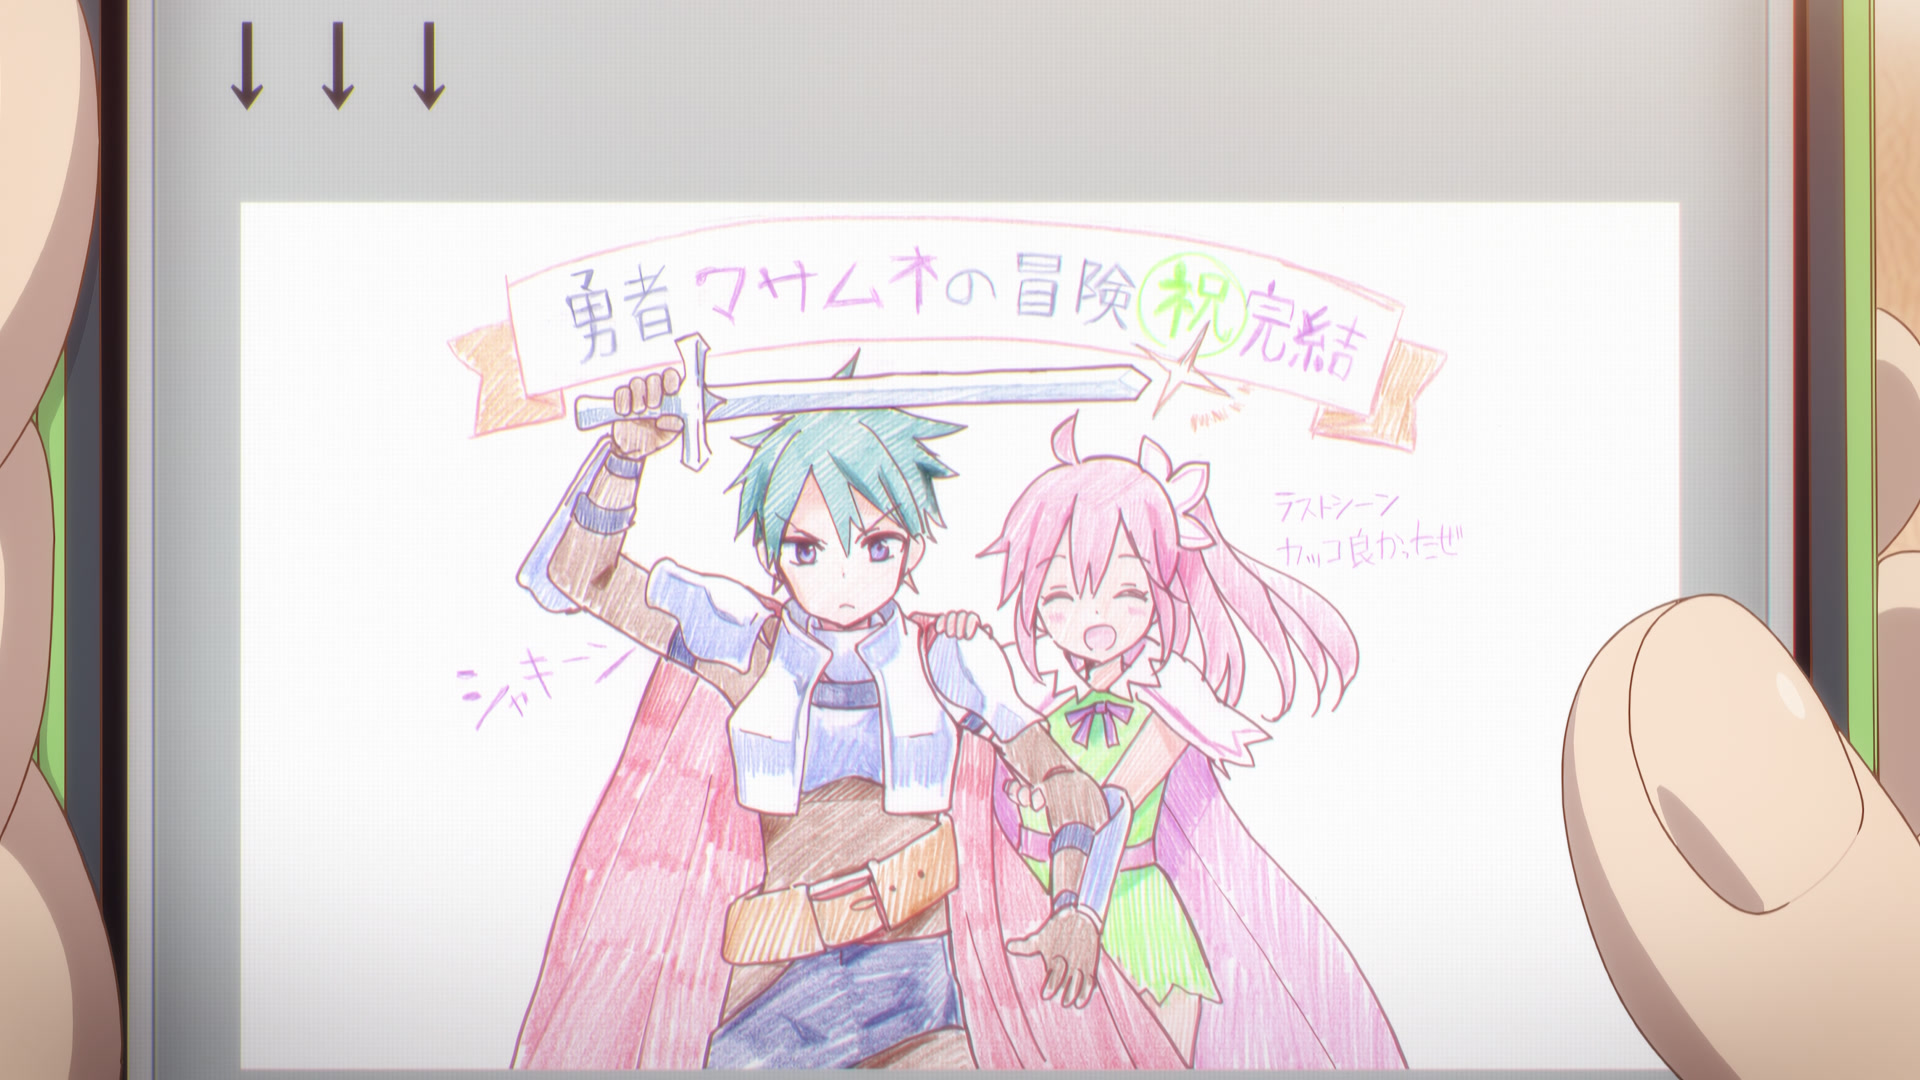 ↓ ↓ ↓
勇者マサムネの冒険㊗完結
ラストシーン
カッコ良かったぜ
シャキーン